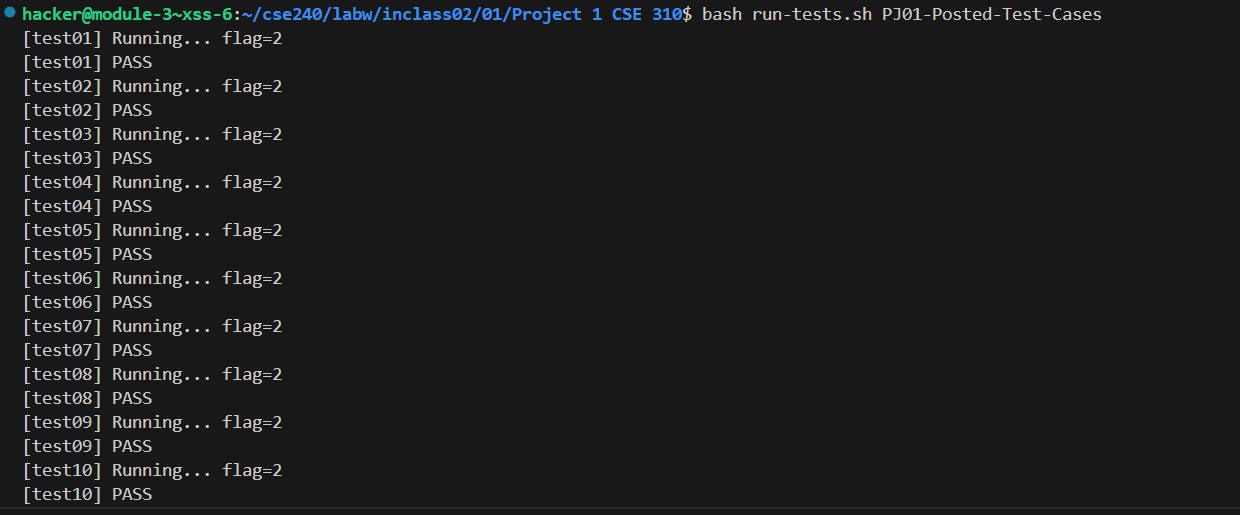 hacker@module-3~xss-6:~/cse240/labw/inclass02/01/Project 1 CSE 310$ bash run-tests.sh PJ01-Posted-Test-Cases
[test01] Running... flag=2
[test01] PASS
[test02] Running... flag=2
[test02] PASS
[test03] Running... flag=2
[test03] PASS
[test04] Running... flag=2
[test04] PASS
[test05] Running... flag=2
[test05] PASS
[test06] Running... flag=2
[test06] PASS
[test07] Running... flag=2
[test07] PASS
[test08] Running... flag=2
[test08] PASS
[test09] Running... flag=2
[test09] PASS
[test10] Running... flag=2
[test10] PASS